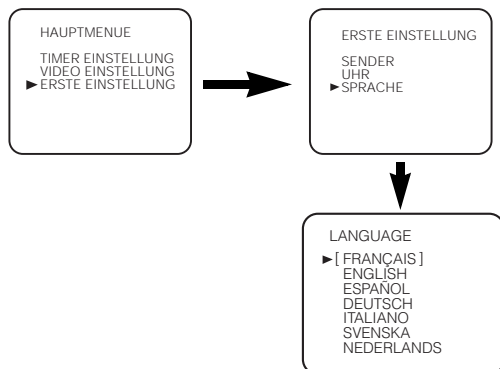 HAUPTMENUE
TIMER EINSTELLUNG
VIDEO EINSTELLUNG
►ERSTE EINSTELLUNG
ERSTE EINSTELLUNG
SENDER
UHR
►SPRACHE
LANGUAGE
►[ FRANÇAIS ]
ENGLISH
ESPAÑOL
DEUTSCH
ITALIANO
SVENSKA
NEDERLANDS